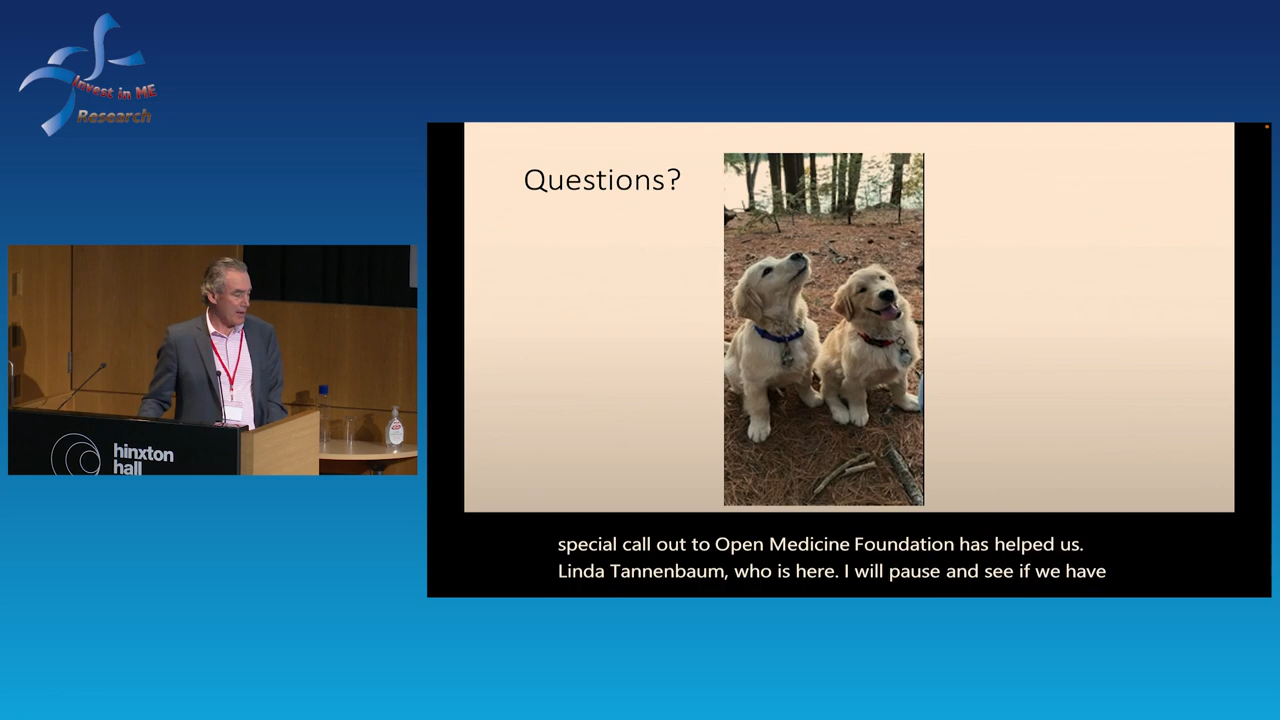 Invest in ME
Research
Questions?
hinxton
hall
special call out to Open Medicine Foundation has helped us.
Linda Tannenbaum, who is here. I will pause and see if we have